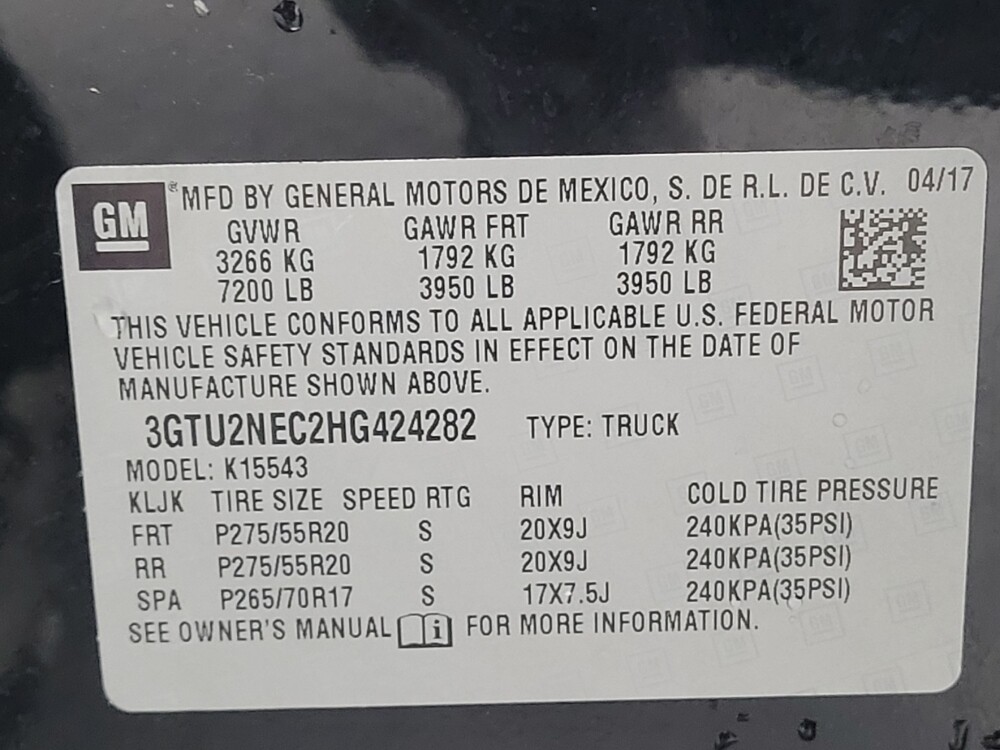 GM ® MFD BY GENERAL MOTORS DE MEXICO, S. DE R.L. DE C.V. 04/17
GVWR GAWR FRT GAWR RR
3266 KG 1792 KG 1792 KG
7200 LB 3950 LB 3950 LB
THIS VEHICLE CONFORMS TO ALL APPLICABLE U.S. FEDERAL MOTOR
VEHICLE SAFETY STANDARDS IN EFFECT ON THE DATE OF
MANUFACTURE SHOWN ABOVE.
3GTU2NEC2HG424282 TYPE: TRUCK
MODEL: K15543
KLJK TIRE SIZE SPEED RTG RIM COLD TIRE PRESSURE
FRT P275/55R20 S 20X9J 240KPA(35PSI)
RR P275/55R20 S 20X9J 240KPA(35PSI)
SPA P265/70R17 S 17X7.5J 240KPA(35PSI)
SEE OWNER'S MANUAL i FOR MORE INFORMATION.